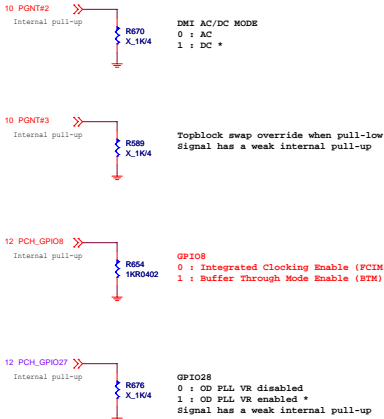 10 PGNT#2
Internal pull-up
R670
X_1K/4
DMI AC/DC MODE
0 : AC
1 : DC *
10 PGNT#3
Internal pull-up
R589
X_1K/4
Topblock swap override when pull-low
Signal has a weak internal pull-up
12 PCH_GPIO8
Internal pull-up
R654
1KR0402
GPIO8
0 : Integrated Clocking Enable (FCIM
1 : Buffer Through Mode Enable (BTM)
12 PCH_GPIO27
Internal pull-up
R676
X_1K/4
GPIO28
0 : OD PLL VR disabled
1 : OD PLL VR enabled *
Signal has a weak internal pull-up